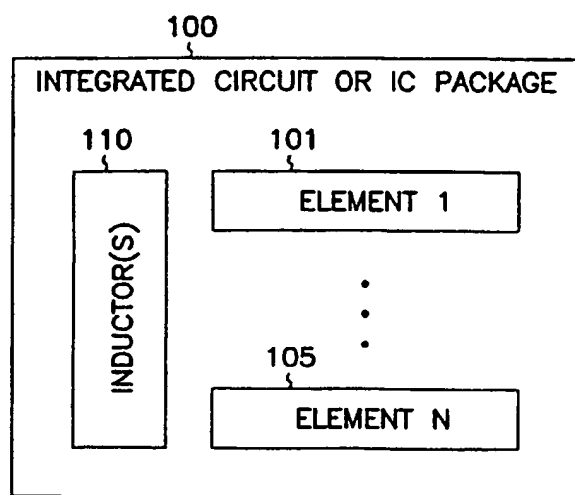 100
INTEGRATED CIRCUIT OR IC PACKAGE
110
INDUCTOR(S)
101
ELEMENT 1
105
ELEMENT N